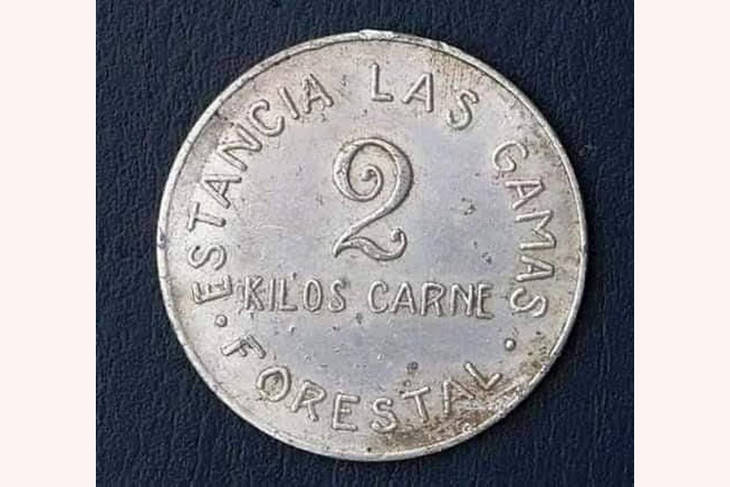 ESTANCIA LAS GAMAS
2
KILOS CARNE
· FORESTAL ·